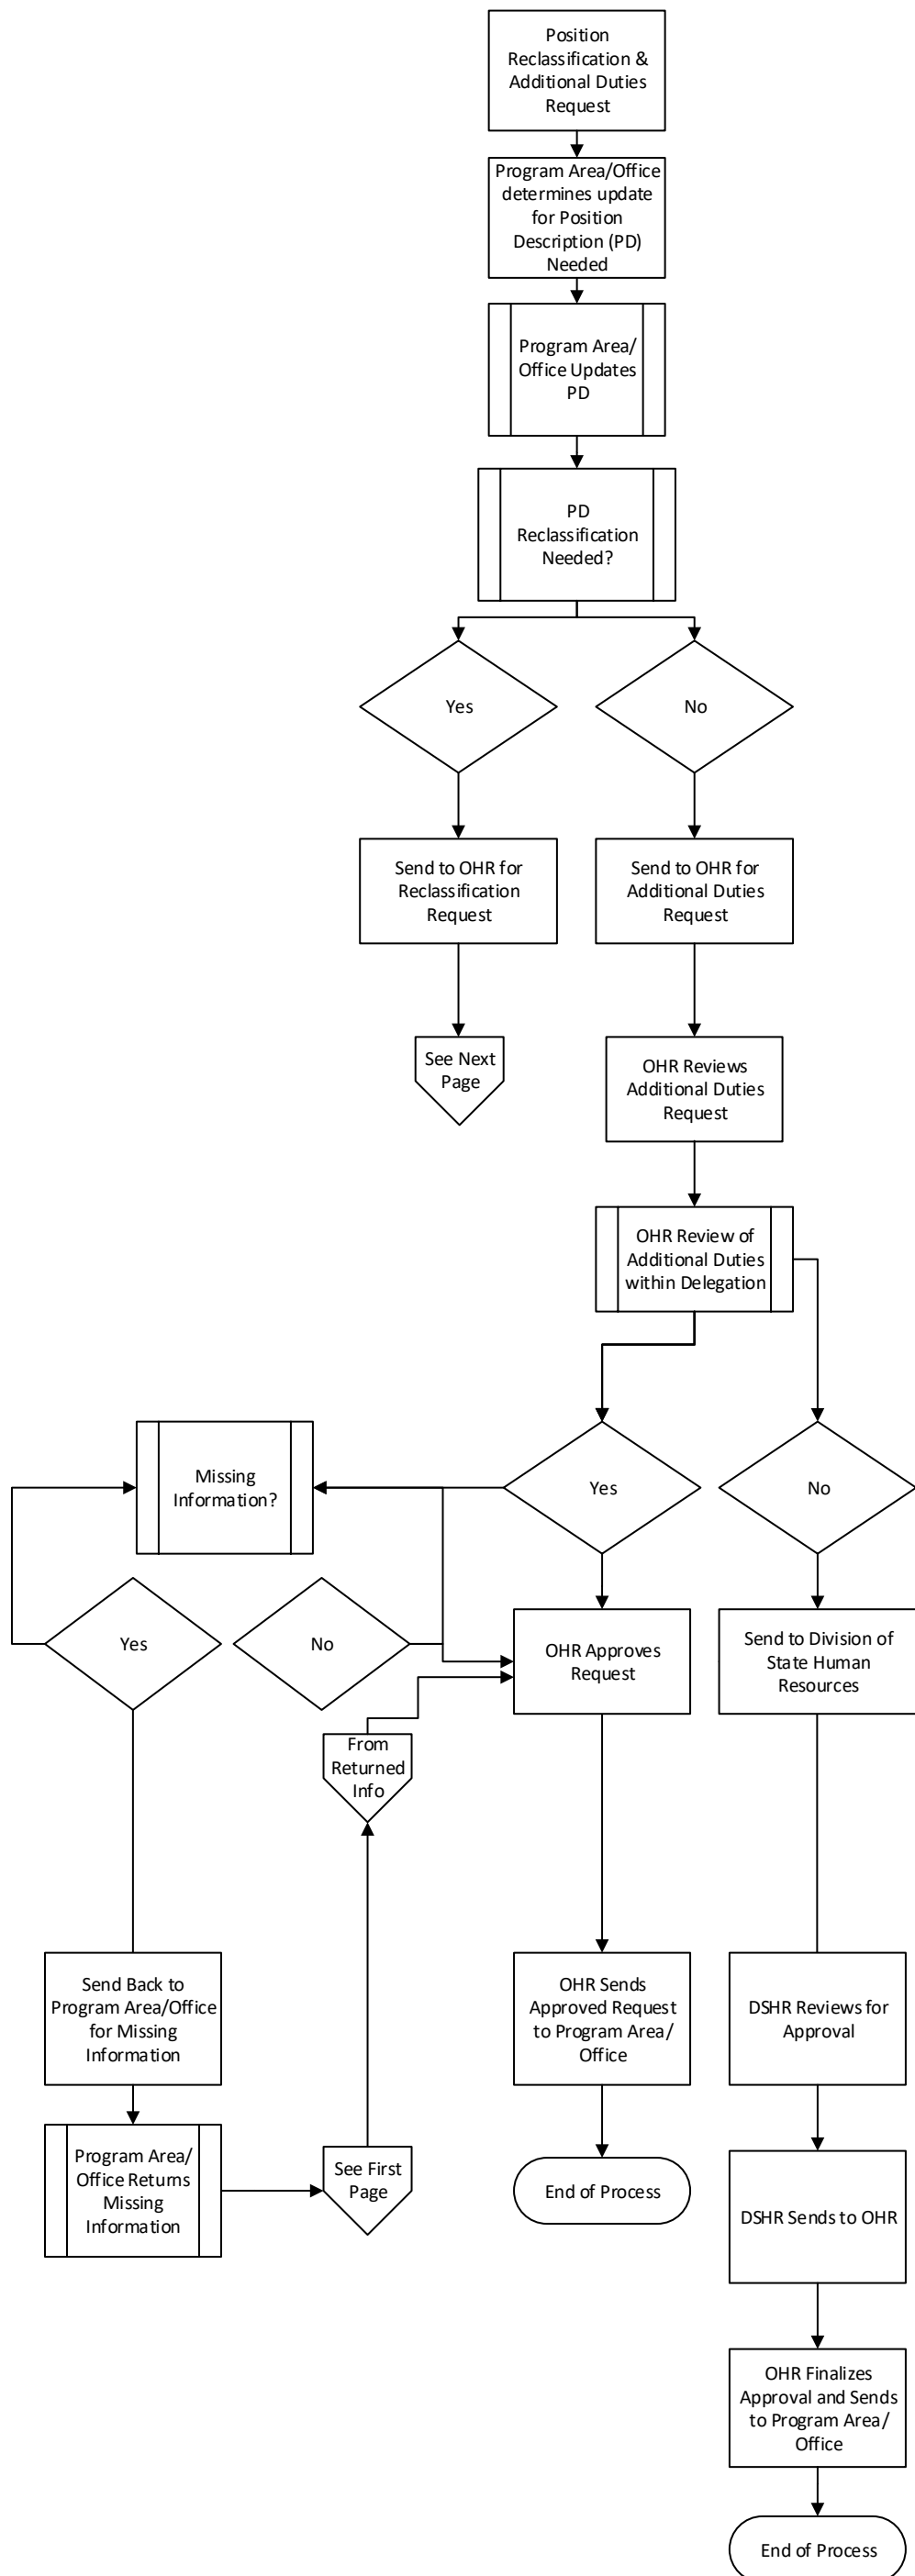 Position
Reclassification &
Additional Duties
Request
Program Area/Office
determines update
for Position
Description (PD)
Needed
Program Area/
Office Updates
PD
PD
Reclassification
Needed?
Yes
No
Send to OHR for
Reclassification
Request
Send to OHR for
Additional Duties
Request
See Next
Page
OHR Reviews
Additional Duties
Request
OHR Review of
Additional Duties
within Delegation
Missing
Information?
Yes
No
Yes
No
OHR Approves
Request
Send to Division of
State Human
Resources
From
Returned
Info
Send Back to
Program Area/Office
for Missing
Information
OHR Sends
Approved Request
to Program Area/
Office
DSHR Reviews for
Approval
Program Area/
Office Returns
Missing
Information
See First
Page
End of Process
DSHR Sends to OHR
OHR Finalizes
Approval and Sends
to Program Area/
Office
End of Process